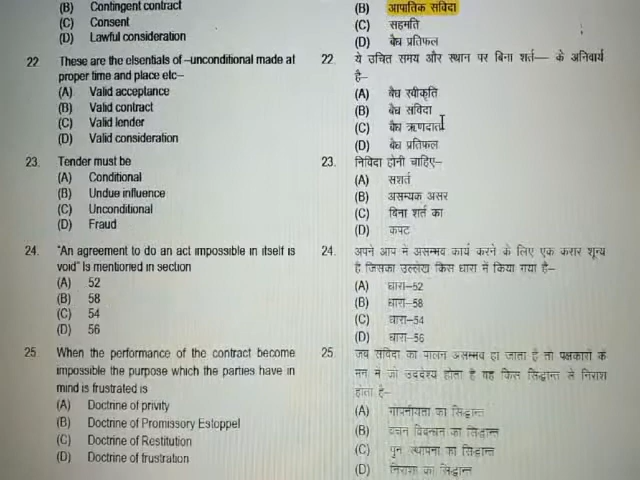 (B) Contingent contract
(C) Consent
(D) Lawful consideration
22 These are the elsentials of –unconditional made at
proper time and place etc–
(A) Valid acceptance
(B) Valid contract
(C) Valid lender
(D) Valid consideration
23. Tender must be
(A) Conditional
(B) Undue influence
(C) Unconditional
(D) Fraud
24. "An agreement to do an act impossible in itself is
void" Is mentioned in section
(A) 52
(B) 58
(C) 54
(D) 56
25. When the performance of the contract become
impossible the purpose which the parties have in
mind is frustrated is
(A) Doctrine of privity
(B) Doctrine of Promissory Estoppel
(C) Doctrine of Restitution
(D) Doctrine of frustration
(B) आपातिक संविदा
(C) सहमति
(D) बैध प्रतिफल
22. ये उचित समय और स्थान पर बिना शर्त— के अनिवार्य
है–
(A) बैध स्वीकृति
(B) बैध संविदा
(C) बैध ऋणदाता
(D) बैध प्रतिफल
23. निविदा होनी चाहिए–
(A) सशर्त
(B) असम्यक असर
(C) बिना शर्त का
(D) कपट
24. अपने आप में असम्भव कार्य करने के लिए एक करार शून्य
है जिसका उल्लेख किस धारा में किया गया है–
(A) धारा–52
(B) धारा–58
(C) धारा–54
(D) धारा–56
25. जब संविदा का पालन असम्भव हो जाता है तो पक्षकारों के
मन में जो उददेश्य होता है वह किस सिद्धान्त से निराश
होता है–
(A) गोपनीयता का सिद्धान्त
(B) वचन विबन्धन का सिद्धान्त
(C) पुन स्थापना का सिद्धान्त
(D) निराशा का सिद्धान्त